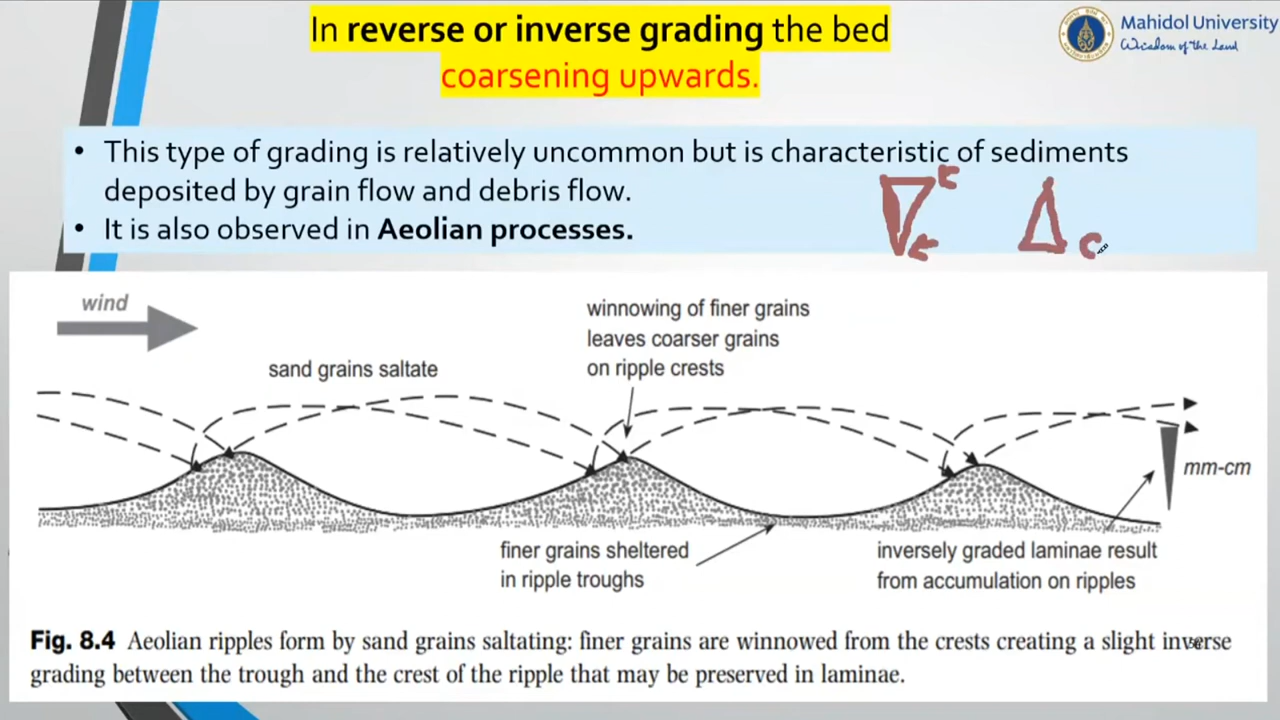 In reverse or inverse grading the bed
coarsening upwards.
Mahidol University
Wisdom of the Land
• This type of grading is relatively uncommon but is characteristic of sediments
deposited by grain flow and debris flow.
• It is also observed in Aeolian processes.
wind
winnowing of finer grains
leaves coarser grains
on ripple crests
sand grains saltate
mm-cm
finer grains sheltered
in ripple troughs
inversely graded laminae result
from accumulation on ripples
Fig. 8.4 Aeolian ripples form by sand grains saltating: finer grains are winnowed from the crests creating a slight inverse
grading between the trough and the crest of the ripple that may be preserved in laminae.